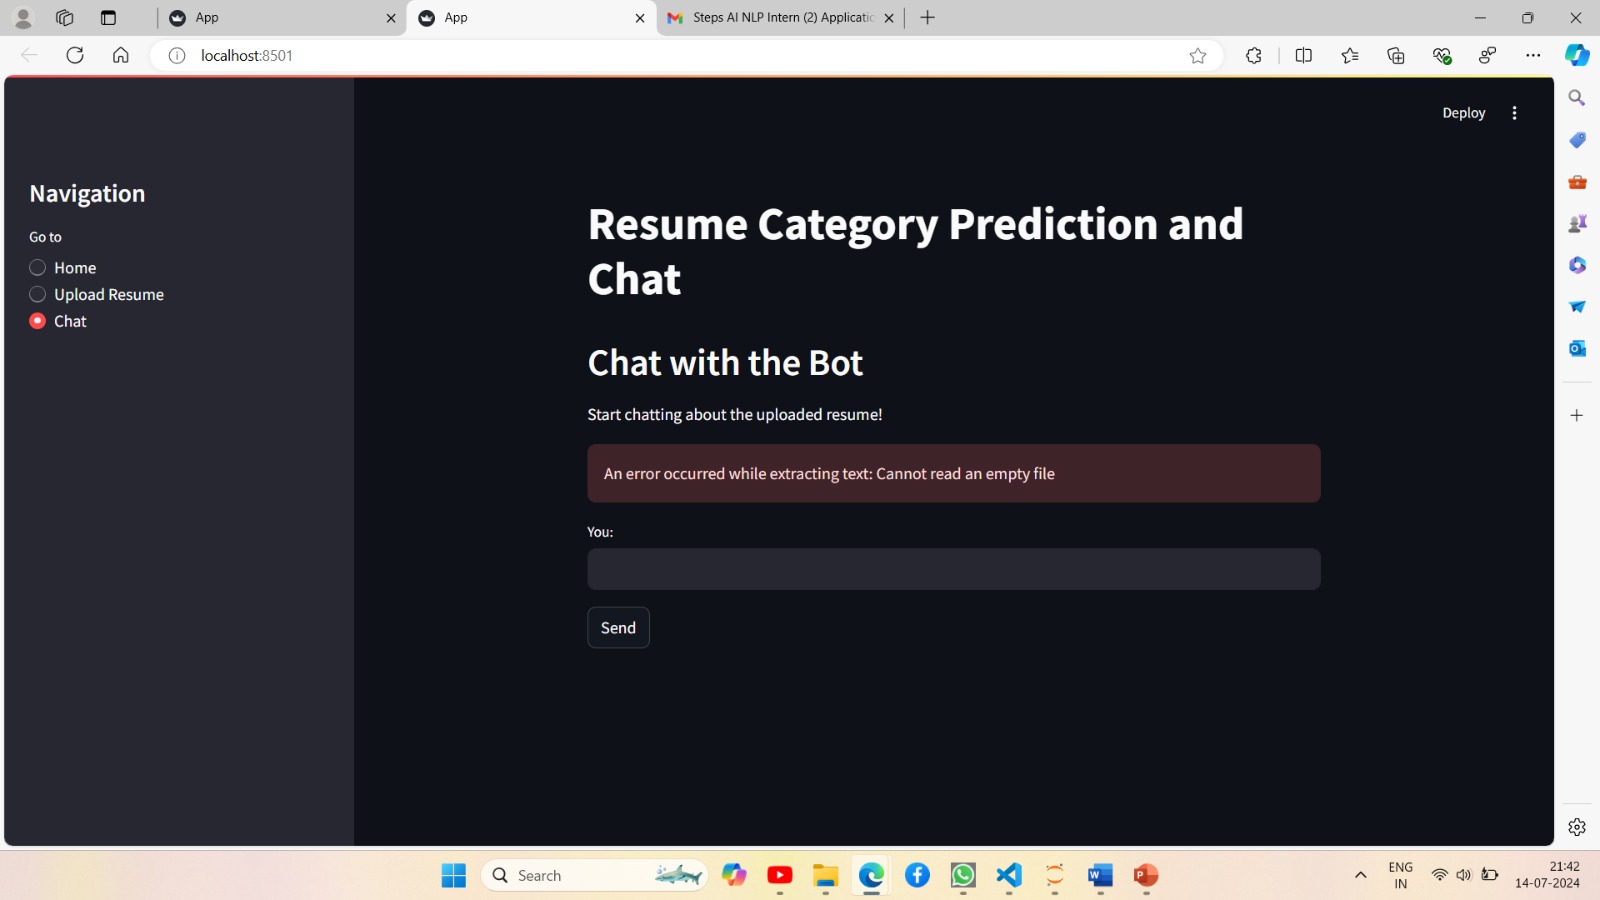 App
App
Steps AI NLP Intern (2) Applicatio
localhost:8501
Deploy
Navigation
Go to
Home
Upload Resume
Chat
Resume Category Prediction and
Chat
Chat with the Bot
Start chatting about the uploaded resume!
An error occurred while extracting text: Cannot read an empty file
You:
Send
Search
ENG
IN
21:42
14-07-2024